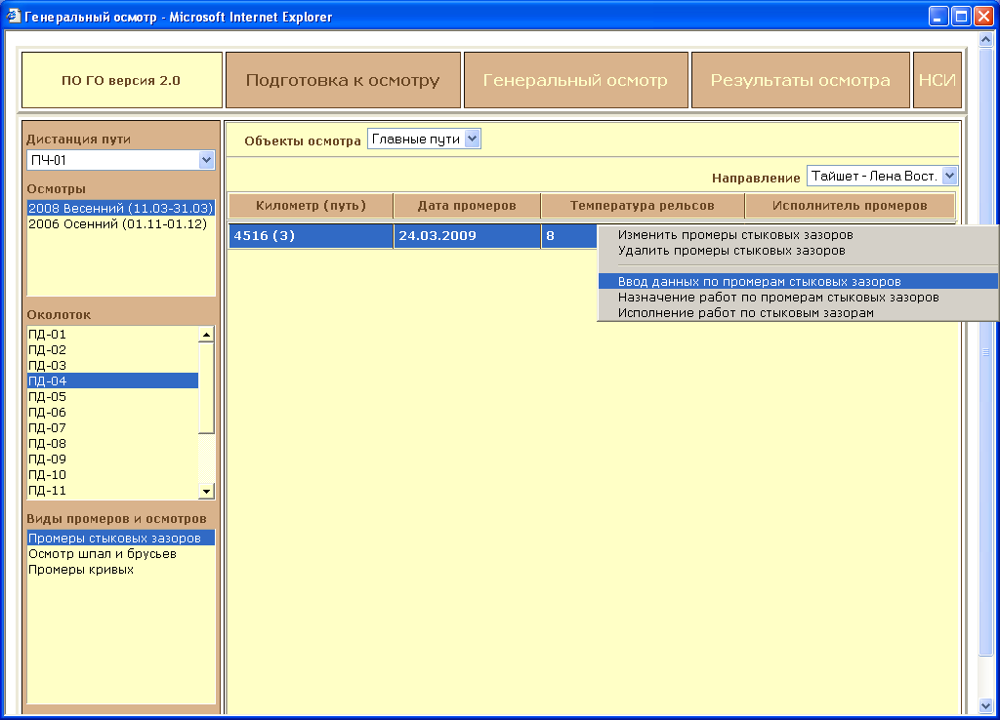 Генеральный осмотр - Microsoft Internet Explorer
ПО ГО версия 2.0
Подготовка к осмотру
Генеральный осмотр
Результаты осмотра
НСИ
Дистанция пути
ПЧ-01
Осмотры
2008 Весенний (11.03-31.03)
2006 Осенний (01.11-01.12)
Околоток
ПД-01
ПД-02
ПД-03
ПД-04
ПД-05
ПД-06
ПД-07
ПД-08
ПД-09
ПД-10
ПД-11
Виды промеров и осмотров
Промеры стыковых зазоров
Осмотр шпал и брусьев
Промеры кривых
Объекты осмотра Главные пути
Направление Тайшет - Лена Вост.
Километр (путь) Дата промеров Температура рельсов Исполнитель промеров
4516 (3) 24.03.2009 8
Изменить промеры стыковых зазоров
Удалить промеры стыковых зазоров
Ввод данных по промерам стыковых зазоров
Назначение работ по промерам стыковых зазоров
Исполнение работ по стыковым зазорам